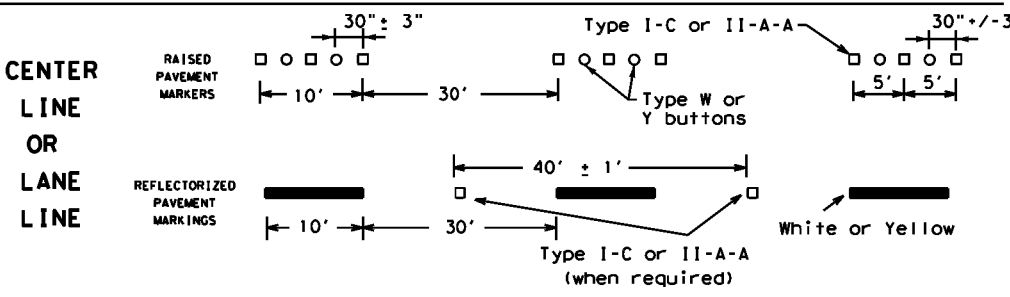 CENTER
LINE
OR
LANE
LINE
RAISED
PAVEMENT
MARKERS
30"± 3"
10'
30'
Type I-C or II-A-A
Type W or
Y buttons
30"+/-3
5'
5'
REFLECTORIZED
PAVEMENT
MARKINGS
40' ± 1'
10'
30'
Type I-C or II-A-A
(when required)
White or Yellow